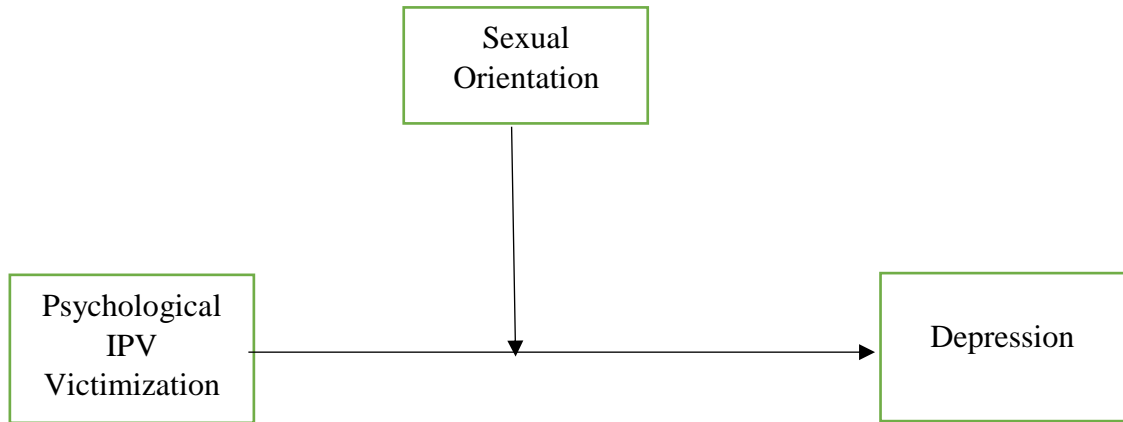 Sexual
Orientation
Psychological
IPV
Victimization
Depression